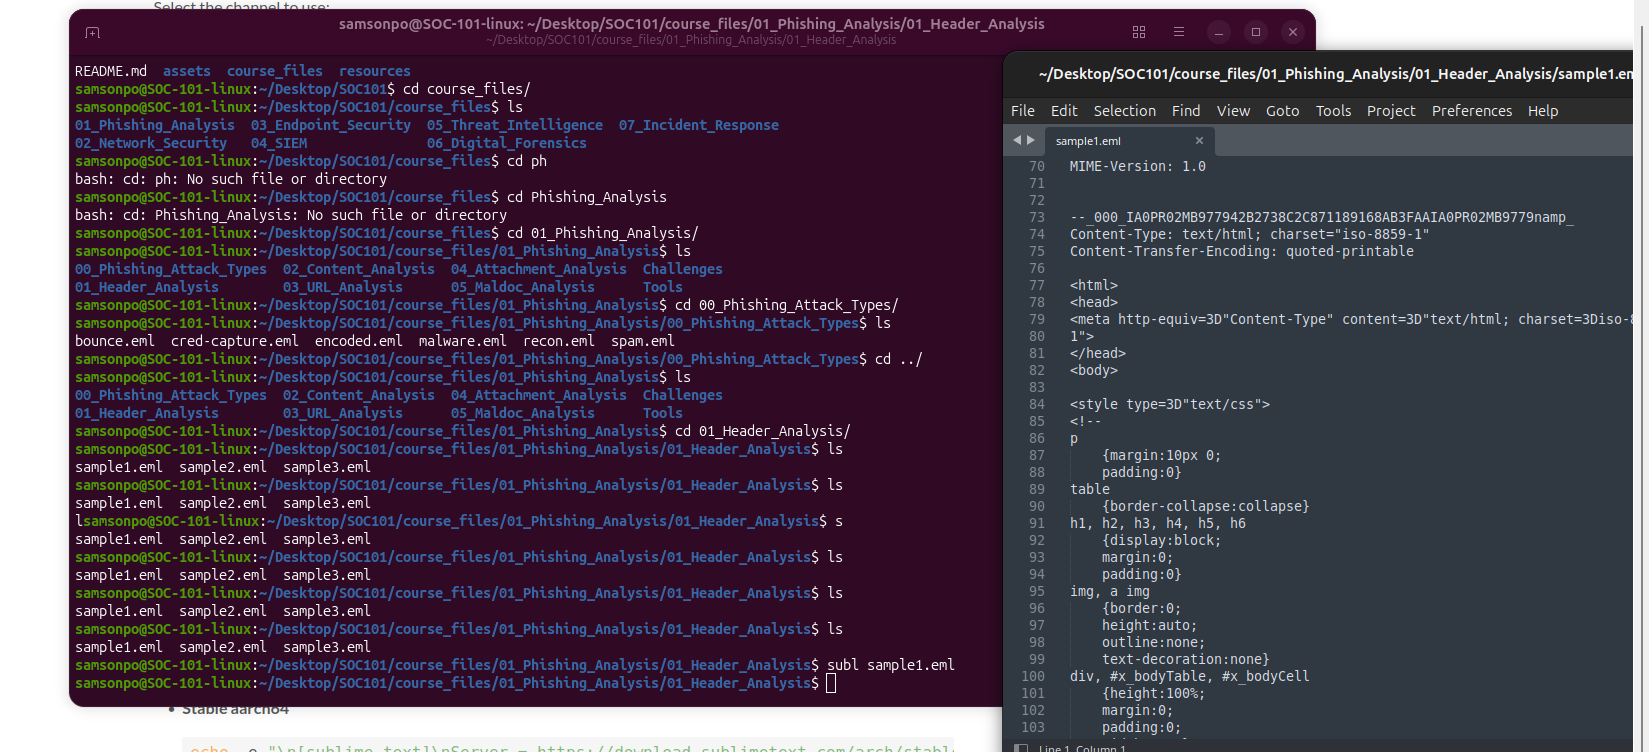 Select the channel to use:
samsonpo@SOC-101-linux: ~/Desktop/SOC101/course_files/01_Phishing_Analysis/01_Header_Analysis
~/Desktop/SOC101/course_files/01_Phishing_Analysis/01_Header_Analysis
README.md  assets  course_files  resources
samsonpo@SOC-101-linux:~/Desktop/SOC101$ cd course_files/
samsonpo@SOC-101-linux:~/Desktop/SOC101/course_files$ ls
01_Phishing_Analysis  03_Endpoint_Security  05_Threat_Intelligence  07_Incident_Response
02_Network_Security   04_SIEM               06_Digital_Forensics
samsonpo@SOC-101-linux:~/Desktop/SOC101/course_files$ cd ph
bash: cd: ph: No such file or directory
samsonpo@SOC-101-linux:~/Desktop/SOC101/course_files$ cd Phishing_Analysis
bash: cd: Phishing_Analysis: No such file or directory
samsonpo@SOC-101-linux:~/Desktop/SOC101/course_files$ cd 01_Phishing_Analysis/
samsonpo@SOC-101-linux:~/Desktop/SOC101/course_files/01_Phishing_Analysis$ ls
00_Phishing_Attack_Types  02_Content_Analysis  04_Attachment_Analysis  Challenges
01_Header_Analysis        03_URL_Analysis      05_Maldoc_Analysis      Tools
samsonpo@SOC-101-linux:~/Desktop/SOC101/course_files/01_Phishing_Analysis$ cd 00_Phishing_Attack_Types/
samsonpo@SOC-101-linux:~/Desktop/SOC101/course_files/01_Phishing_Analysis/00_Phishing_Attack_Types$ ls
bounce.eml  cred-capture.eml  encoded.eml  malware.eml  recon.eml  spam.eml
samsonpo@SOC-101-linux:~/Desktop/SOC101/course_files/01_Phishing_Analysis/00_Phishing_Attack_Types$ cd ../
samsonpo@SOC-101-linux:~/Desktop/SOC101/course_files/01_Phishing_Analysis$ ls
00_Phishing_Attack_Types  02_Content_Analysis  04_Attachment_Analysis  Challenges
01_Header_Analysis        03_URL_Analysis      05_Maldoc_Analysis      Tools
samsonpo@SOC-101-linux:~/Desktop/SOC101/course_files/01_Phishing_Analysis$ cd 01_Header_Analysis/
samsonpo@SOC-101-linux:~/Desktop/SOC101/course_files/01_Phishing_Analysis/01_Header_Analysis$ ls
sample1.eml  sample2.eml  sample3.eml
samsonpo@SOC-101-linux:~/Desktop/SOC101/course_files/01_Phishing_Analysis/01_Header_Analysis$ ls
sample1.eml  sample2.eml  sample3.eml
lsamsonpo@SOC-101-linux:~/Desktop/SOC101/course_files/01_Phishing_Analysis/01_Header_Analysis$ s
sample1.eml  sample2.eml  sample3.eml
samsonpo@SOC-101-linux:~/Desktop/SOC101/course_files/01_Phishing_Analysis/01_Header_Analysis$ ls
sample1.eml  sample2.eml  sample3.eml
samsonpo@SOC-101-linux:~/Desktop/SOC101/course_files/01_Phishing_Analysis/01_Header_Analysis$ ls
sample1.eml  sample2.eml  sample3.eml
samsonpo@SOC-101-linux:~/Desktop/SOC101/course_files/01_Phishing_Analysis/01_Header_Analysis$ ls
sample1.eml  sample2.eml  sample3.eml
samsonpo@SOC-101-linux:~/Desktop/SOC101/course_files/01_Phishing_Analysis/01_Header_Analysis$ subl sample1.eml
samsonpo@SOC-101-linux:~/Desktop/SOC101/course_files/01_Phishing_Analysis/01_Header_Analysis$
Stable aarch64
echo -e "\n[sublime-text]\nServer = https://download.sublimetext.com/arch/stabl
~/Desktop/SOC101/course_files/01_Phishing_Analysis/01_Header_Analysis/sample1.em
File Edit Selection Find View Goto Tools Project Preferences Help
sample1.eml
70 MIME-Version: 1.0
71
72
73 --_000_IA0PR02MB977942B2738C2C871189168AB3FAAIA0PR02MB9779namp_
74 Content-Type: text/html; charset="iso-8859-1"
75 Content-Transfer-Encoding: quoted-printable
76
77 <html>
78 <head>
79 <meta http-equiv=3D"Content-Type" content=3D"text/html; charset=3Diso-8
80 1">
81 </head>
82 <body>
83
84 <style type=3D"text/css">
85 <!--
86 p
87     {margin:10px 0;
88     padding:0}
89 table
90     {border-collapse:collapse}
91 h1, h2, h3, h4, h5, h6
92     {display:block;
93     margin:0;
94     padding:0}
95 img, a img
96     {border:0;
97     height:auto;
98     outline:none;
99     text-decoration:none}
100 div, #x_bodyTable, #x_bodyCell
101     {height:100%;
102     margin:0;
103     padding:0;
Line 1, Column 1